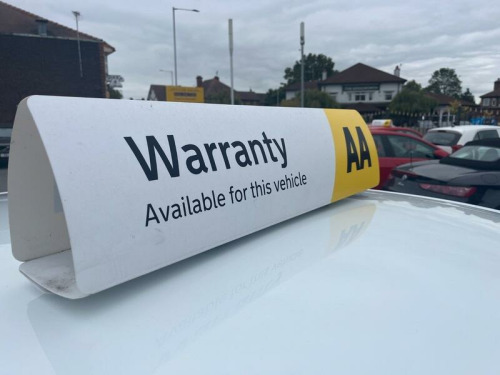 Warranty
Available for this vehicle
AA